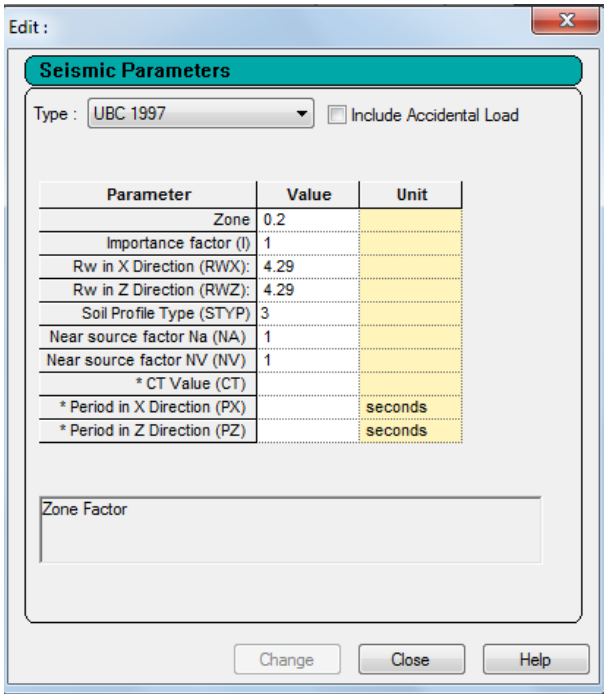 Edit :
Seismic Parameters
Type : UBC 1997 Include Accidental Load
Parameter Value Unit
Zone 0.2
Importance factor (I) 1
Rw in X Direction (RWX): 4.29
Rw in Z Direction (RWZ): 4.29
Soil Profile Type (STYP) 3
Near source factor Na (NA) 1
Near source factor NV (NV) 1
* CT Value (CT)
* Period in X Direction (PX) seconds
* Period in Z Direction (PZ) seconds
Zone Factor
Change Close Help